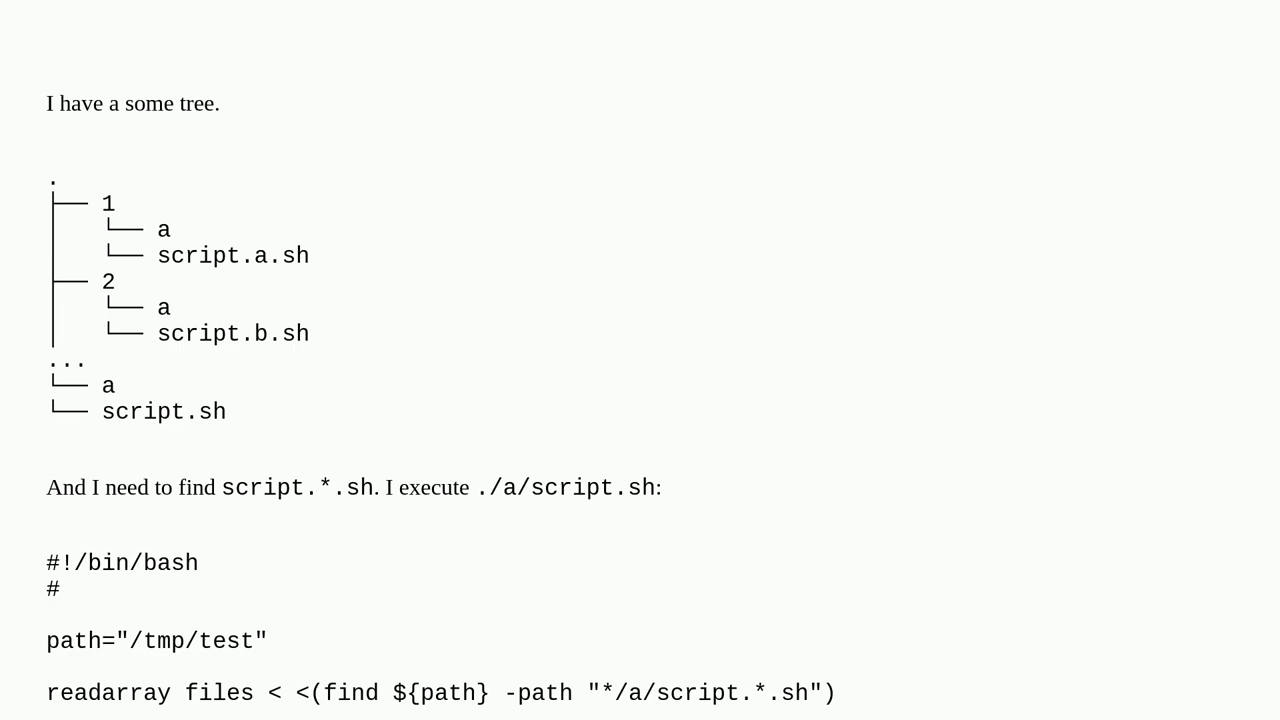 I have a some tree.
.
├── 1
│   └── a
│   └── script.a.sh
├── 2
│   └── a
│   └── script.b.sh
...
└── a
└── script.sh
And I need to find script.*.sh. I execute ./a/script.sh:
#!/bin/bash
#
path="/tmp/test"
readarray files < <(find ${path} -path "*/a/script.*.sh")